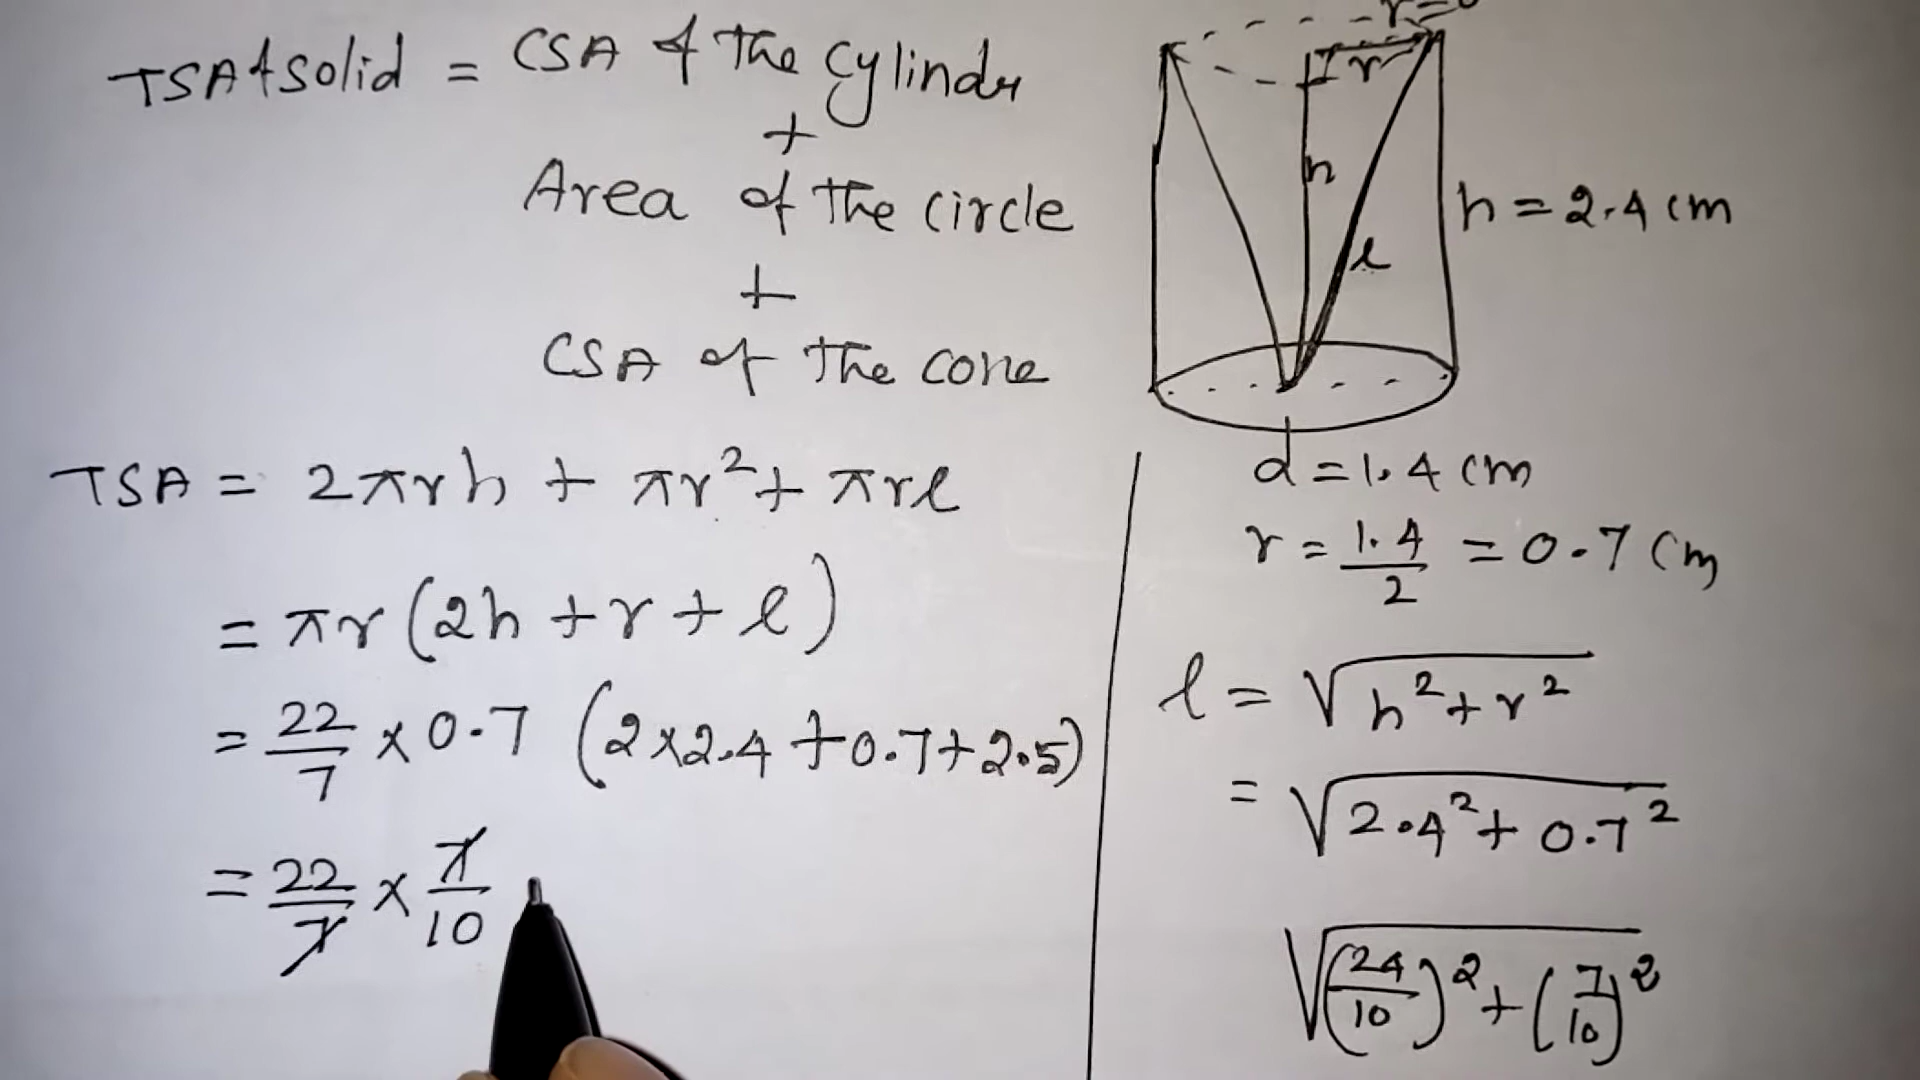 TSA of solid = CSA of the cylinder
+
Area of the circle
+
CSA of the cone
TSA = 2πrh + πr² + πrl
= πr (2h + r + l)
= 22/7 × 0.7 (2×2.4 + 0.7 + 2.5)
= 22/7 × 7/10
r
h
l
h = 2.4 cm
d = 1.4 cm
r = 1.4/2 = 0.7 cm
l = √(h² + r²)
= √(2.4² + 0.7²)
√((24/10)² + (7/10)²)